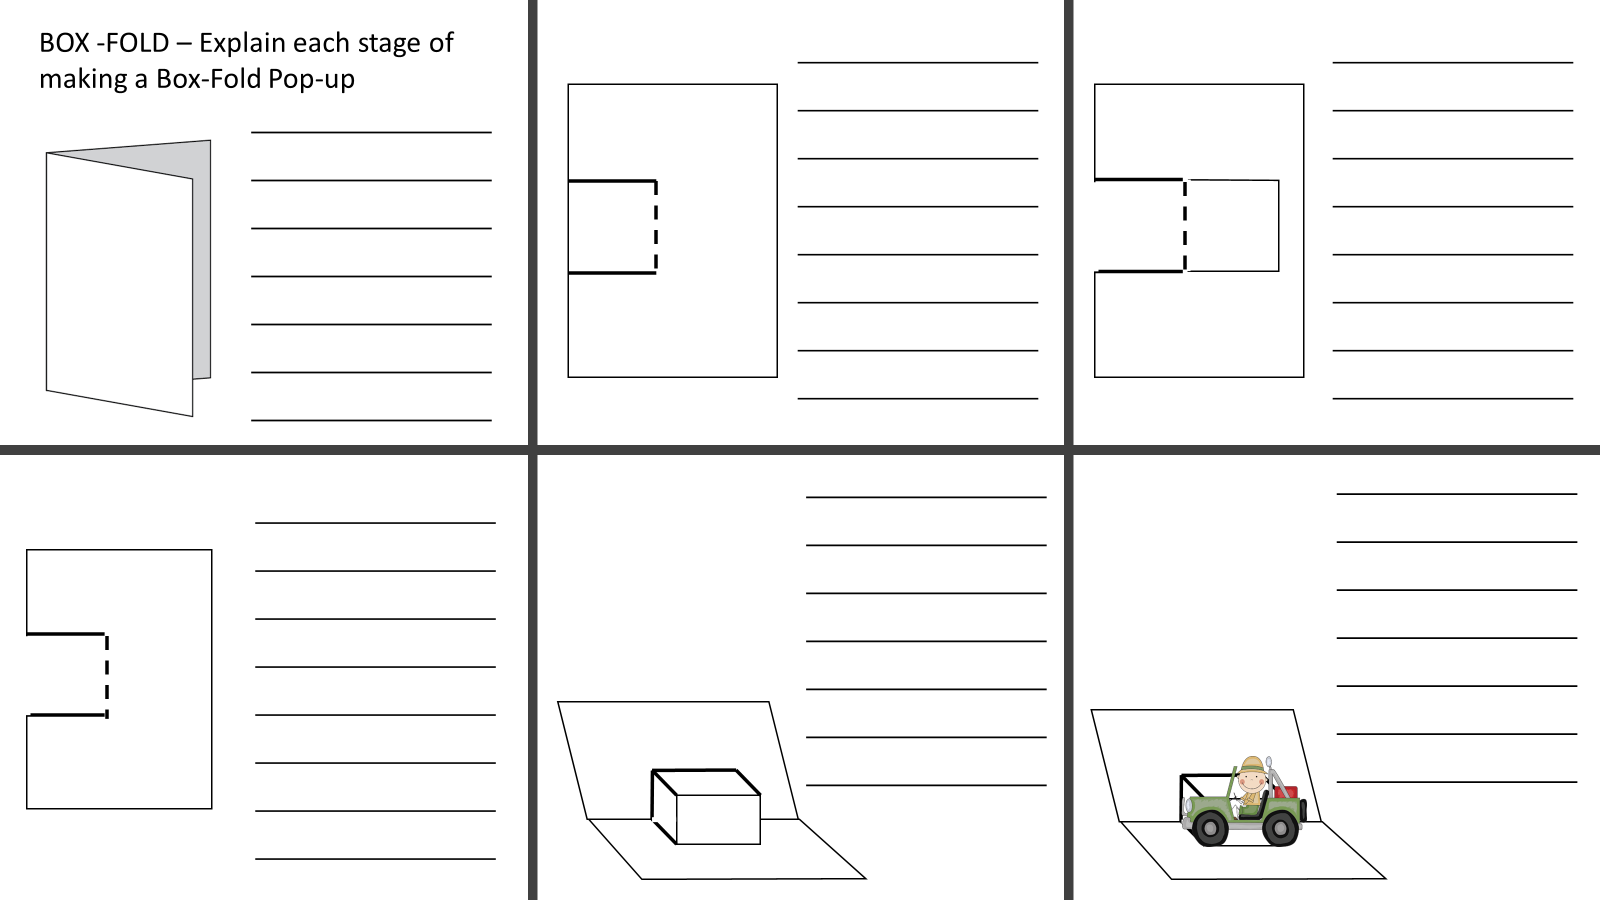 BOX -FOLD – Explain each stage of
making a Box-Fold Pop-up